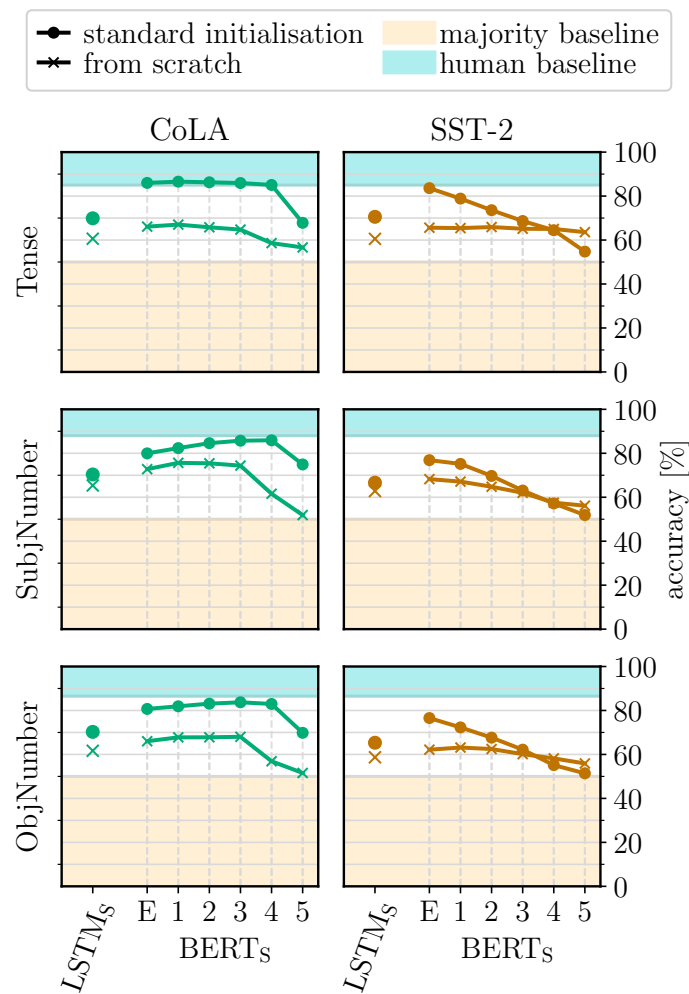 standard initialisation
from scratch
majority baseline
human baseline
CoLA
SST-2
Tense
100
80
60
40
20
0
SubjNumber
100
80
60
40
20
0
accuracy [%]
ObjNumber
100
80
60
40
20
0
LSTMS E 1 2 3 4 5
BERTS
LSTMS E 1 2 3 4 5
BERTS